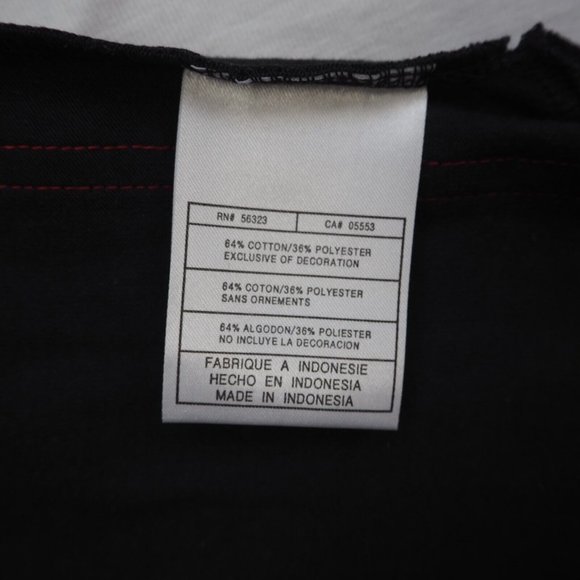 RN# 56323 CA# 05553
64% COTTON/36% POLYESTER
EXCLUSIVE OF DECORATION
64% COTON/36% POLYESTER
SANS ORNEMENTS
64% ALGODON/36% POLIESTER
NO INCLUYE LA DECORACION
FABRIQUE A INDONESIE
HECHO EN INDONESIA
MADE IN INDONESIA